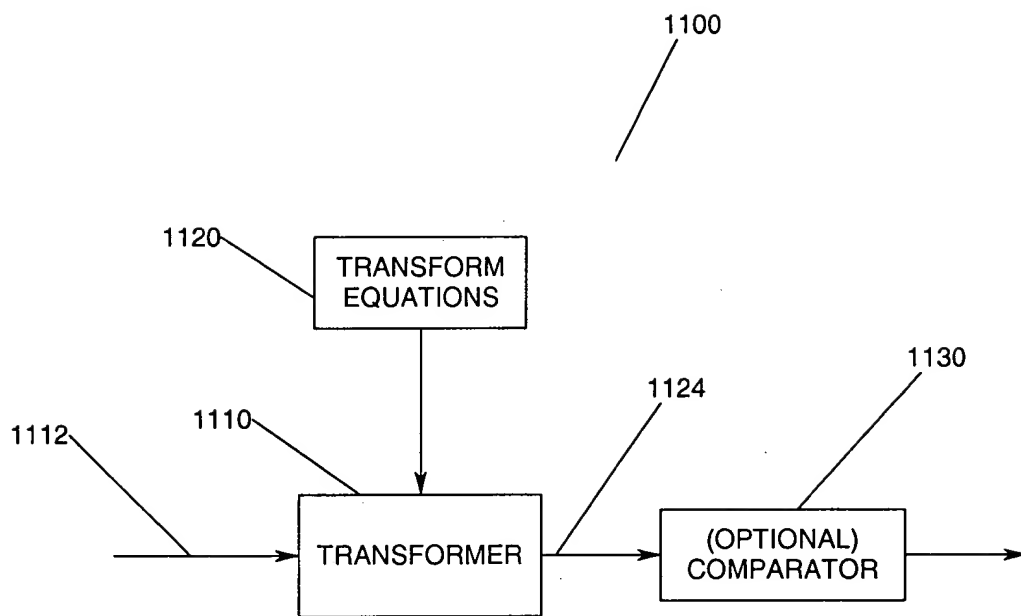 1100
1120
TRANSFORM
EQUATIONS
1130
1124
1110
1112
TRANSFORMER
(OPTIONAL)
COMPARATOR